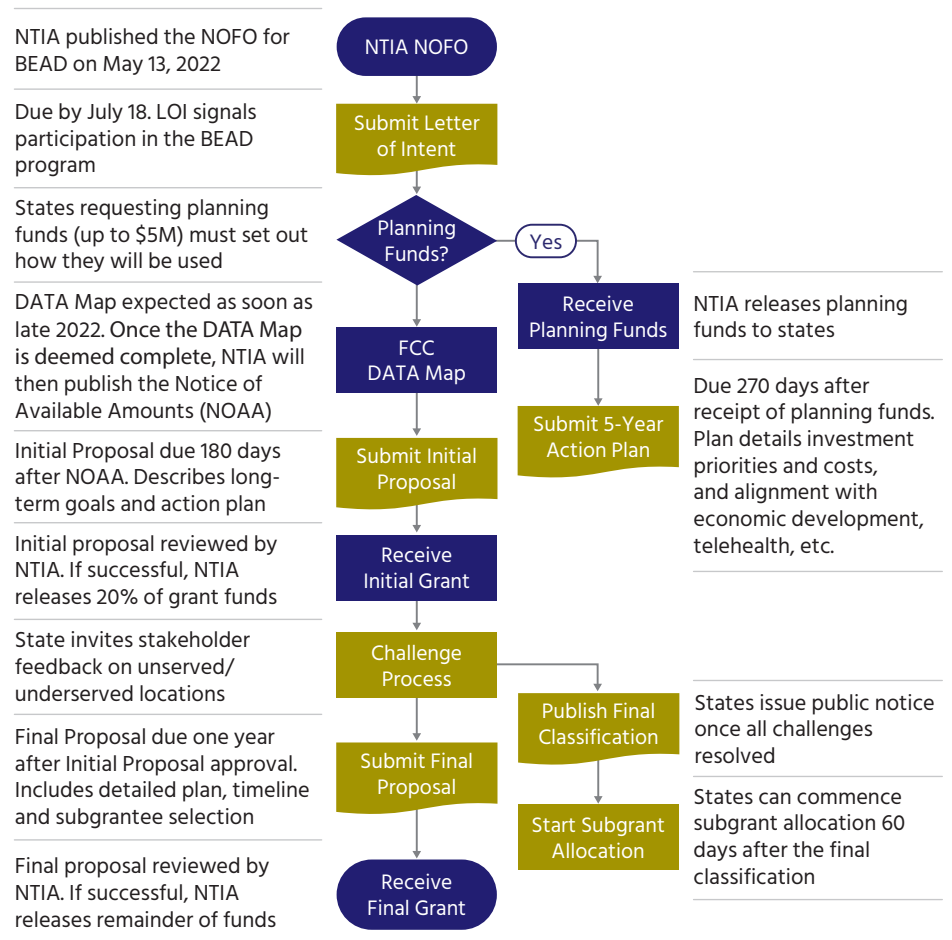 NTIA published the NOFO for
BEAD on May 13, 2022
NTIA NOFO
Due by July 18. LOI signals
participation in the BEAD
program
Submit Letter
of Intent
States requesting planning
funds (up to $5M) must set out
how they will be used
Planning
Funds?
Yes
Receive
Planning Funds
NTIA releases planning
funds to states
DATA Map expected as soon as
late 2022. Once the DATA Map
is deemed complete, NTIA will
then publish the Notice of
Available Amounts (NOAA)
FCC
DATA Map
Submit 5-Year
Action Plan
Due 270 days after
receipt of planning funds.
Plan details investment
priorities and costs,
and alignment with
economic development,
telehealth, etc.
Initial Proposal due 180 days
after NOAA. Describes long-
term goals and action plan
Submit Initial
Proposal
Initial proposal reviewed by
NTIA. If successful, NTIA
releases 20% of grant funds
Receive
Initial Grant
State invites stakeholder
feedback on unserved/
underserved locations
Challenge
Process
Publish Final
Classification
States issue public notice
once all challenges
resolved
Final Proposal due one year
after Initial Proposal approval.
Includes detailed plan, timeline
and subgrantee selection
Submit Final
Proposal
Start Subgrant
Allocation
States can commence
subgrant allocation 60
days after the final
classification
Final proposal reviewed by
NTIA. If successful, NTIA
releases remainder of funds
Receive
Final Grant